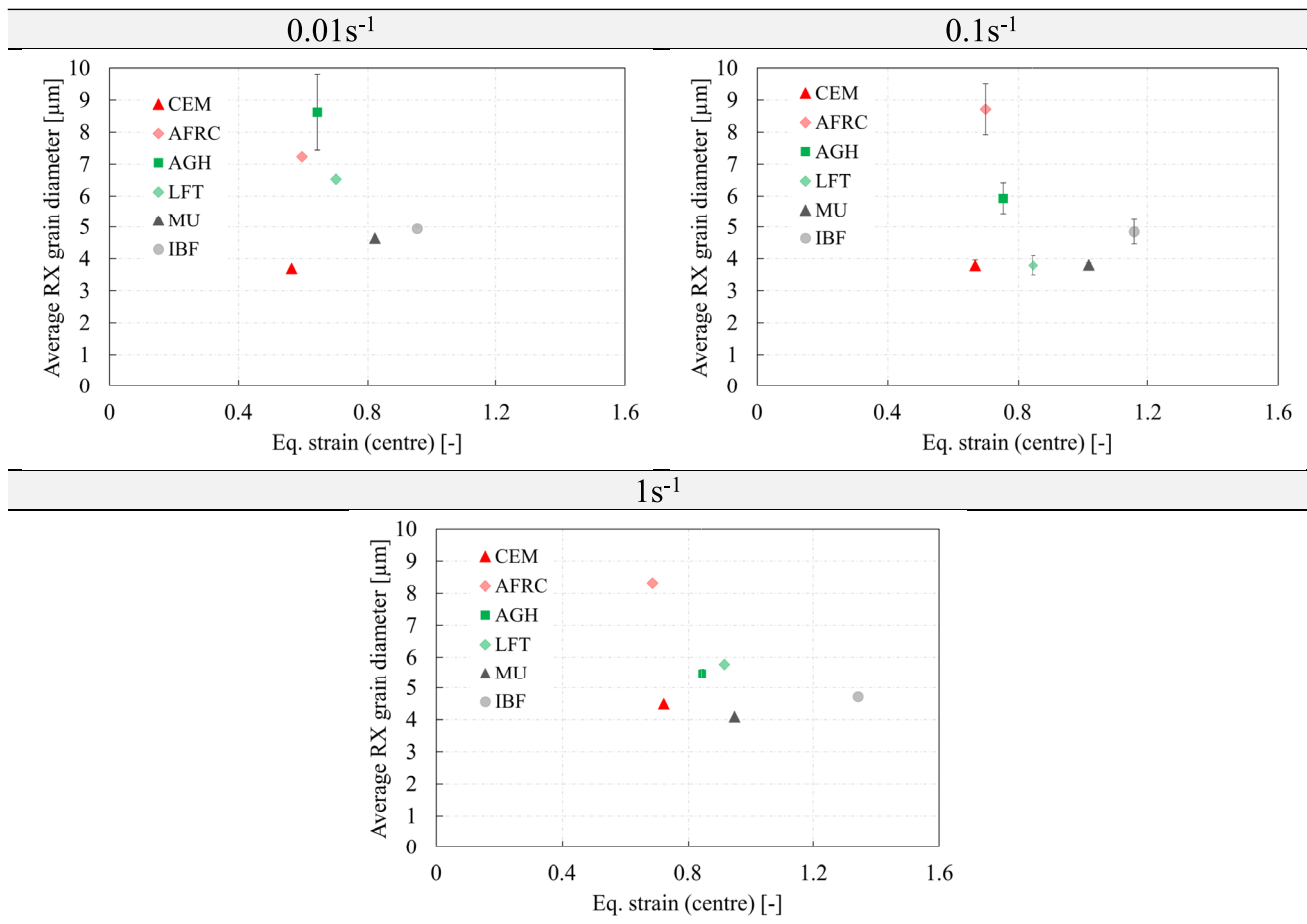 0.01s⁻¹
0.1s⁻¹
Average RX grain diameter [µm]
10
9
8
7
6
5
4
3
2
1
0
CEM
AFRC
AGH
LFT
MU
IBF
0
0.4
0.8
1.2
1.6
Eq. strain (centre) [-]
Average RX grain diameter [µm]
10
9
8
7
6
5
4
3
2
1
0
CEM
AFRC
AGH
LFT
MU
IBF
0
0.4
0.8
1.2
1.6
Eq. strain (centre) [-]
1s⁻¹
Average RX grain diameter [µm]
10
9
8
7
6
5
4
3
2
1
0
CEM
AFRC
AGH
LFT
MU
IBF
0
0.4
0.8
1.2
1.6
Eq. strain (centre) [-]